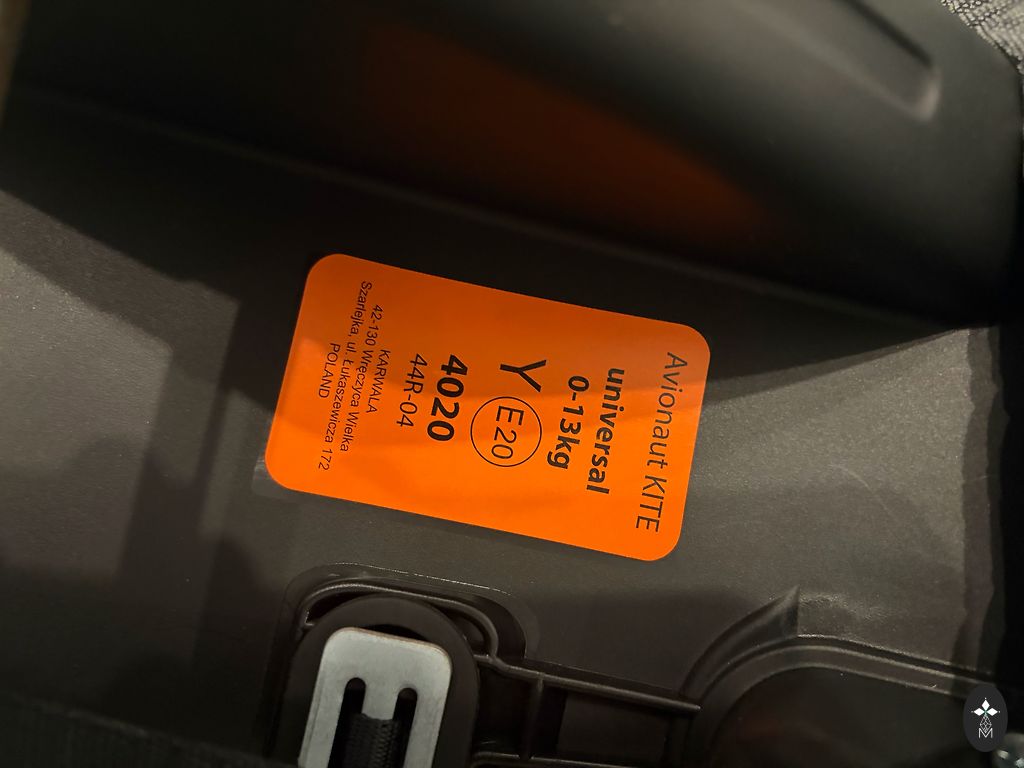 Avionaut KITE
universal
0-13kg
Y E20
4020
44R-04
KARWALA
42-130 Wręczyca Wielka
Szarlejka, ul. Łukaszewicza 172
POLAND
M